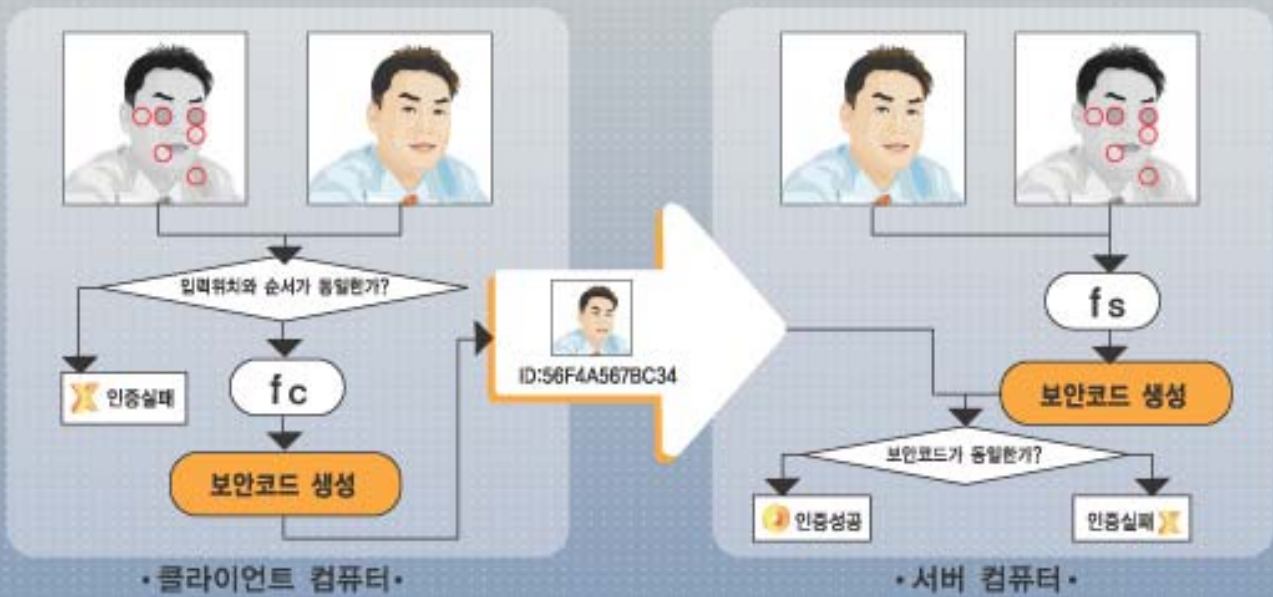 입력위치와 순서가 동일한가?
인증실패
fc
보안코드 생성
ID:56F4A567BC34
fs
보안코드 생성
보안코드가 동일한가?
인증성공
인증실패
•클라이언트 컴퓨터•
•서버 컴퓨터•